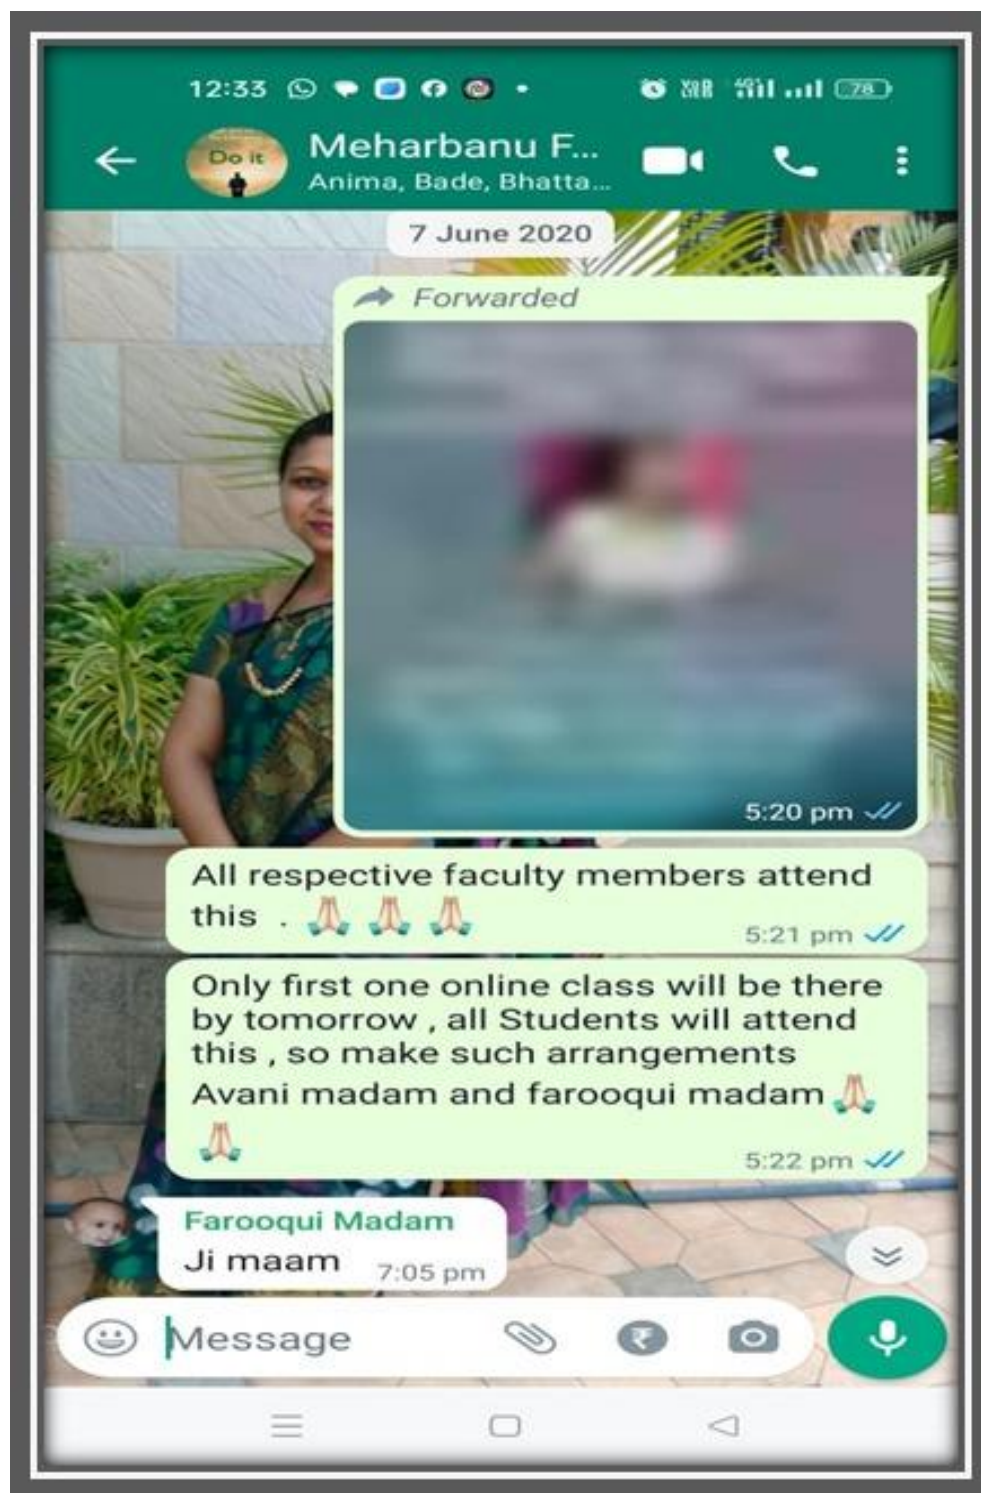 12:33
VoLTE 4G 78
Do it
Meharbanu F...
Anima, Bade, Bhatta...
7 June 2020
Forwarded
5:20 pm
All respective faculty members attend
this .🙏🏻🙏🏻🙏🏻
5:21 pm
Only first one online class will be there
by tomorrow , all Students will attend
this , so make such arrangements
Avani madam and farooqui madam🙏🏻
🙏🏻
5:22 pm
Farooqui Madam
Ji maam
7:05 pm
Message